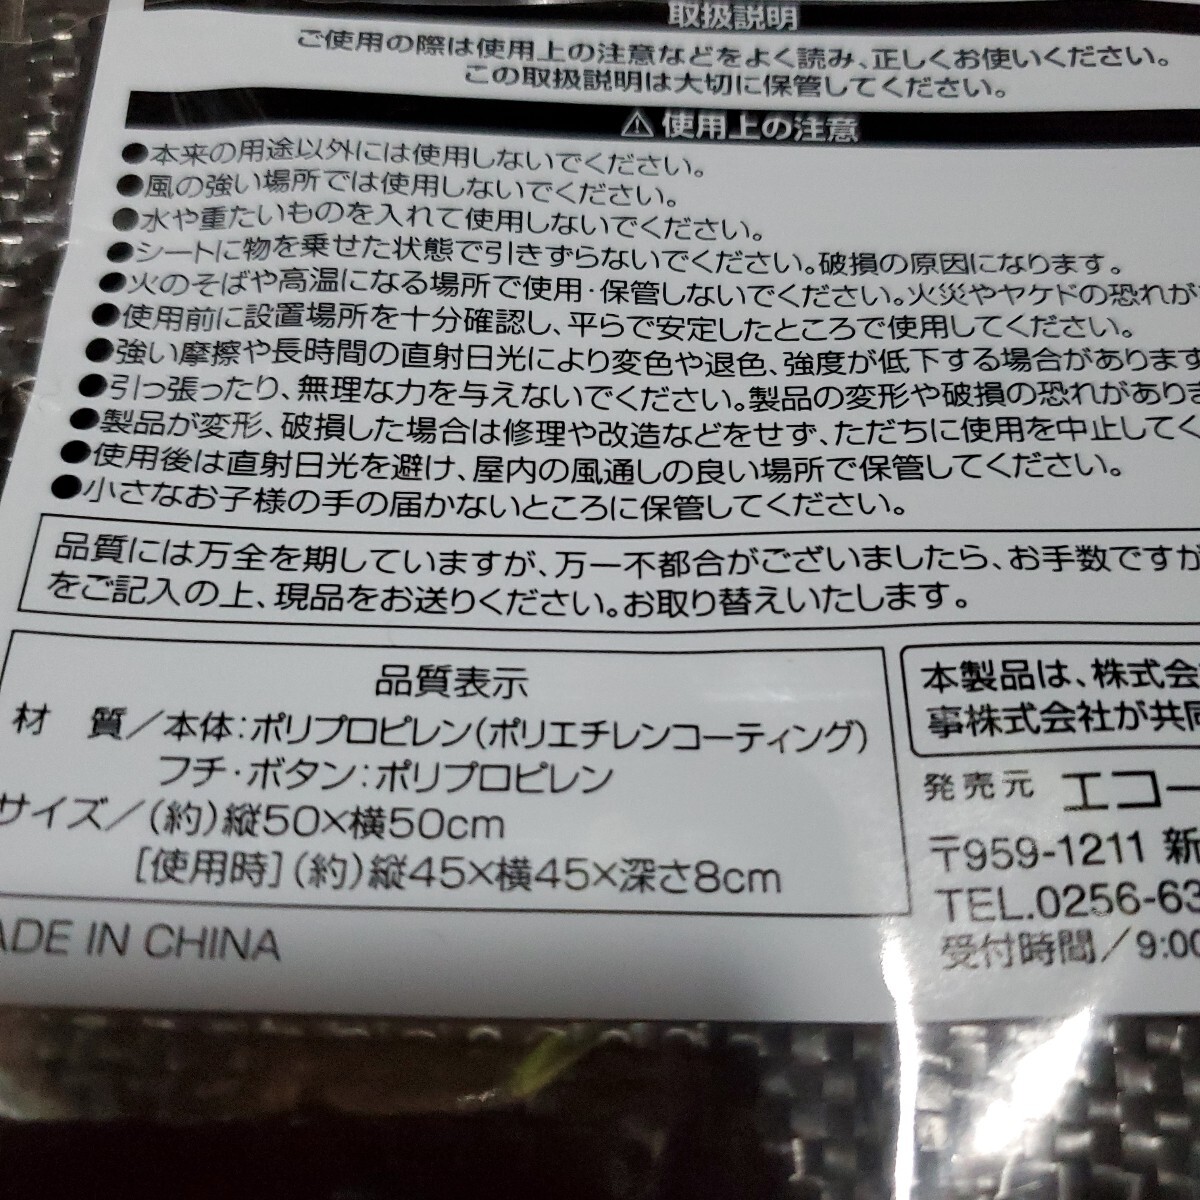 取扱説明
ご使用の際は使用上の注意などをよく読み、正しくお使いください。
この取扱説明は大切に保管してください。
⚠使用上の注意
●本来の用途以外には使用しないでください。
●風の強い場所では使用しないでください。
●水や重たいものを入れて使用しないでください。
●シートに物を乗せた状態で引きずらないでください。破損の原因になります。
●火のそばや高温になる場所で使用・保管しないでください。火災やヤケドの恐れが
●使用前に設置場所を十分確認し、平らで安定したところで使用してください。
●強い摩擦や長時間の直射日光により変色や退色、強度が低下する場合があります
●引っ張ったり、無理な力を与えないでください。製品の変形や破損の恐れがありま
●製品が変形、破損した場合は修理や改造などをせず、ただちに使用を中止してく
●使用後は直射日光を避け、屋内の風通しの良い場所で保管してください。
●小さなお子様の手の届かないところに保管してください。
品質には万全を期していますが、万一不都合がございましたら、お手数ですが
をご記入の上、現品をお送りください。お取り替えいたします。
品質表示
材 質/本体:ポリプロピレン(ポリエチレンコーティング)
フチ・ボタン:ポリプロピレン
サイズ/(約)縦50×横50cm
[使用時](約)縦45×横45×深さ8cm
ADE IN CHINA
本製品は、株式会
事株式会社が共同
発売元 エコー
〒959-1211 新
TEL.0256-63
受付時間/9:00